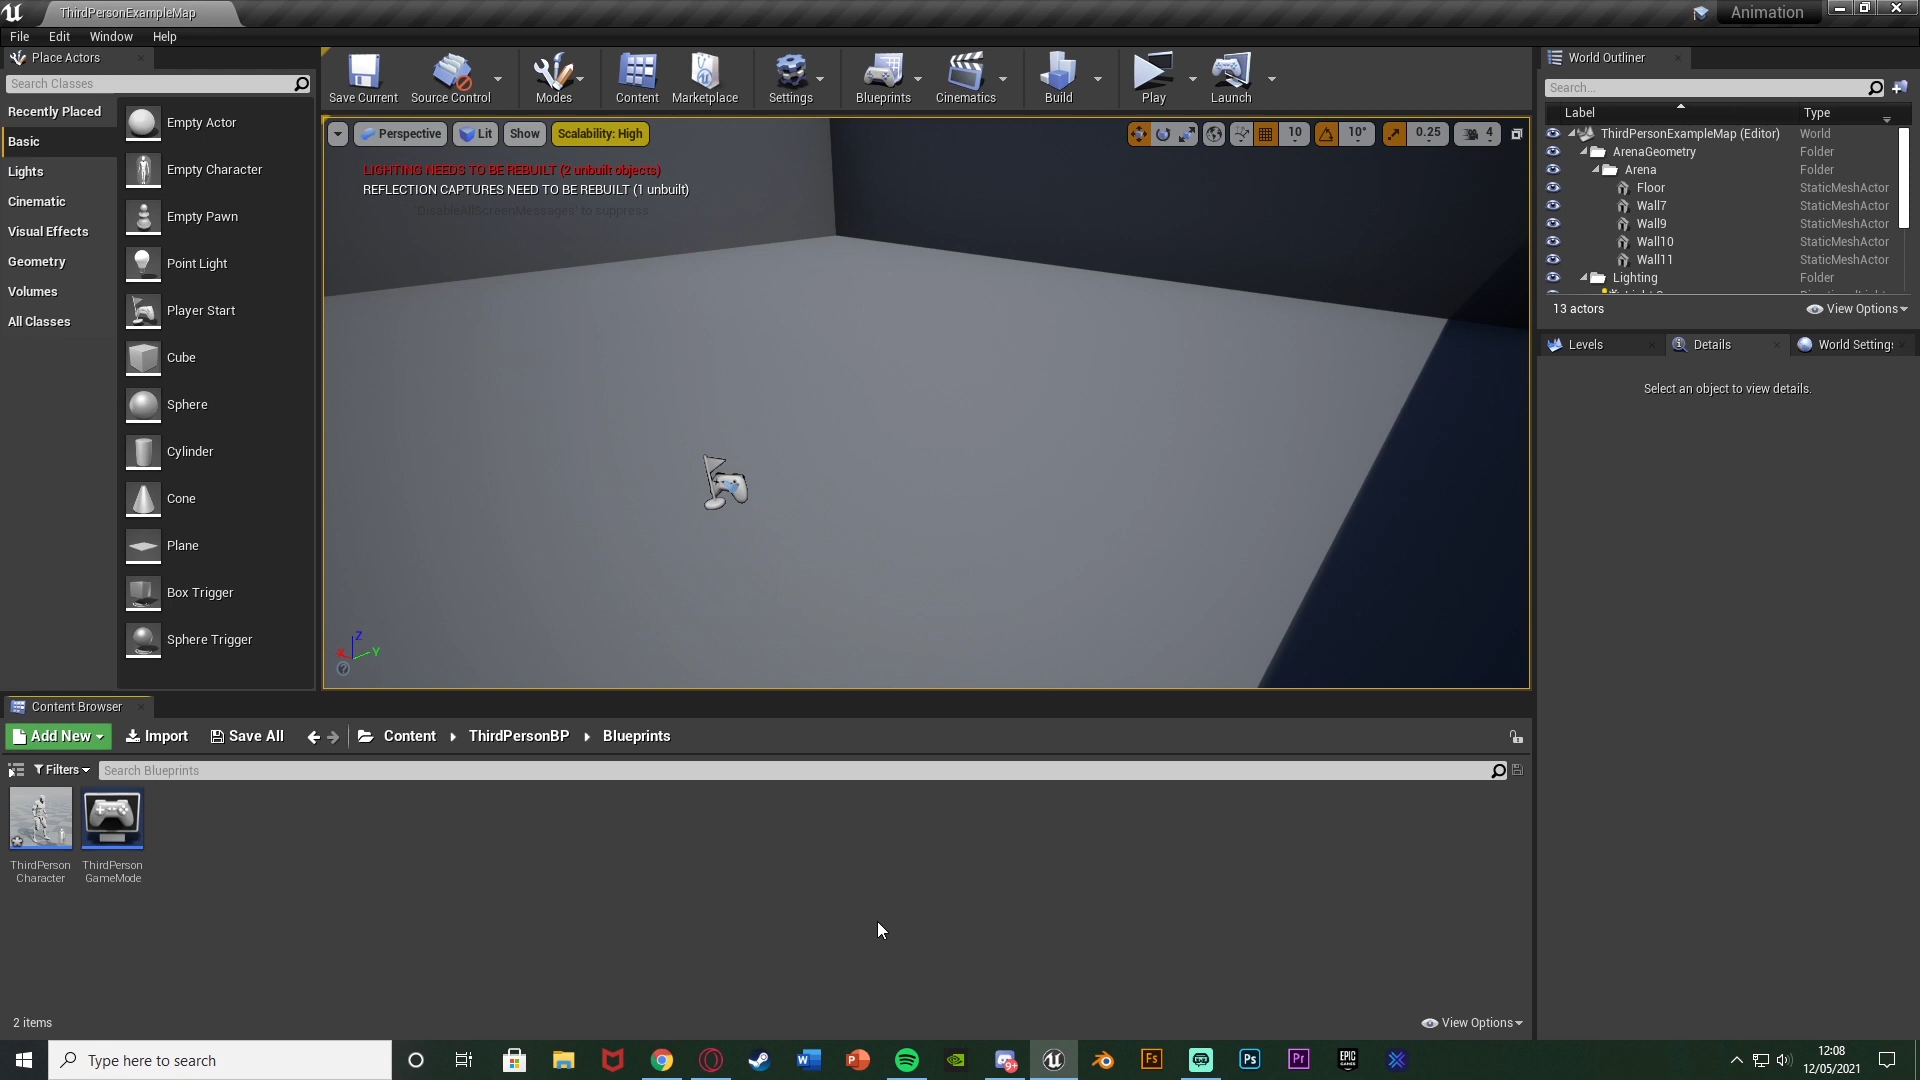 ThirdPersonExampleMap
Animation
File Edit Window Help
Place Actors
Search Classes
Recently Placed
Basic
Lights
Cinematic
Visual Effects
Geometry
Volumes
All Classes
Empty Actor
Empty Character
Empty Pawn
Point Light
Player Start
Cube
Sphere
Cylinder
Cone
Plane
Box Trigger
Sphere Trigger
Save Current Source Control Modes Content Marketplace Settings Blueprints Cinematics Build Play Launch
Perspective Lit Show Scalability: High 10 10° 0.25 4
LIGHTING NEEDS TO BE REBUILT (2 unbuilt objects)
REFLECTION CAPTURES NEED TO BE REBUILT (1 unbuilt)
'DisableAllScreenMessages' to suppress
Z
X Y
World Outliner
Search...
Label Type
ThirdPersonExampleMap (Editor) World
ArenaGeometry Folder
Arena Folder
Floor StaticMeshActor
Wall7 StaticMeshActor
Wall9 StaticMeshActor
Wall10 StaticMeshActor
Wall11 StaticMeshActor
Lighting Folder
13 actors View Options
Levels Details World Settings
Select an object to view details.
Content Browser
Add New Import Save All Content ThirdPersonBP Blueprints
Filters Search Blueprints
ThirdPerson
Character
ThirdPerson
GameMode
2 items View Options
Type here to search
9+
Fs
Ps
Pr
EPIC
GAMES
12:08
12/05/2021